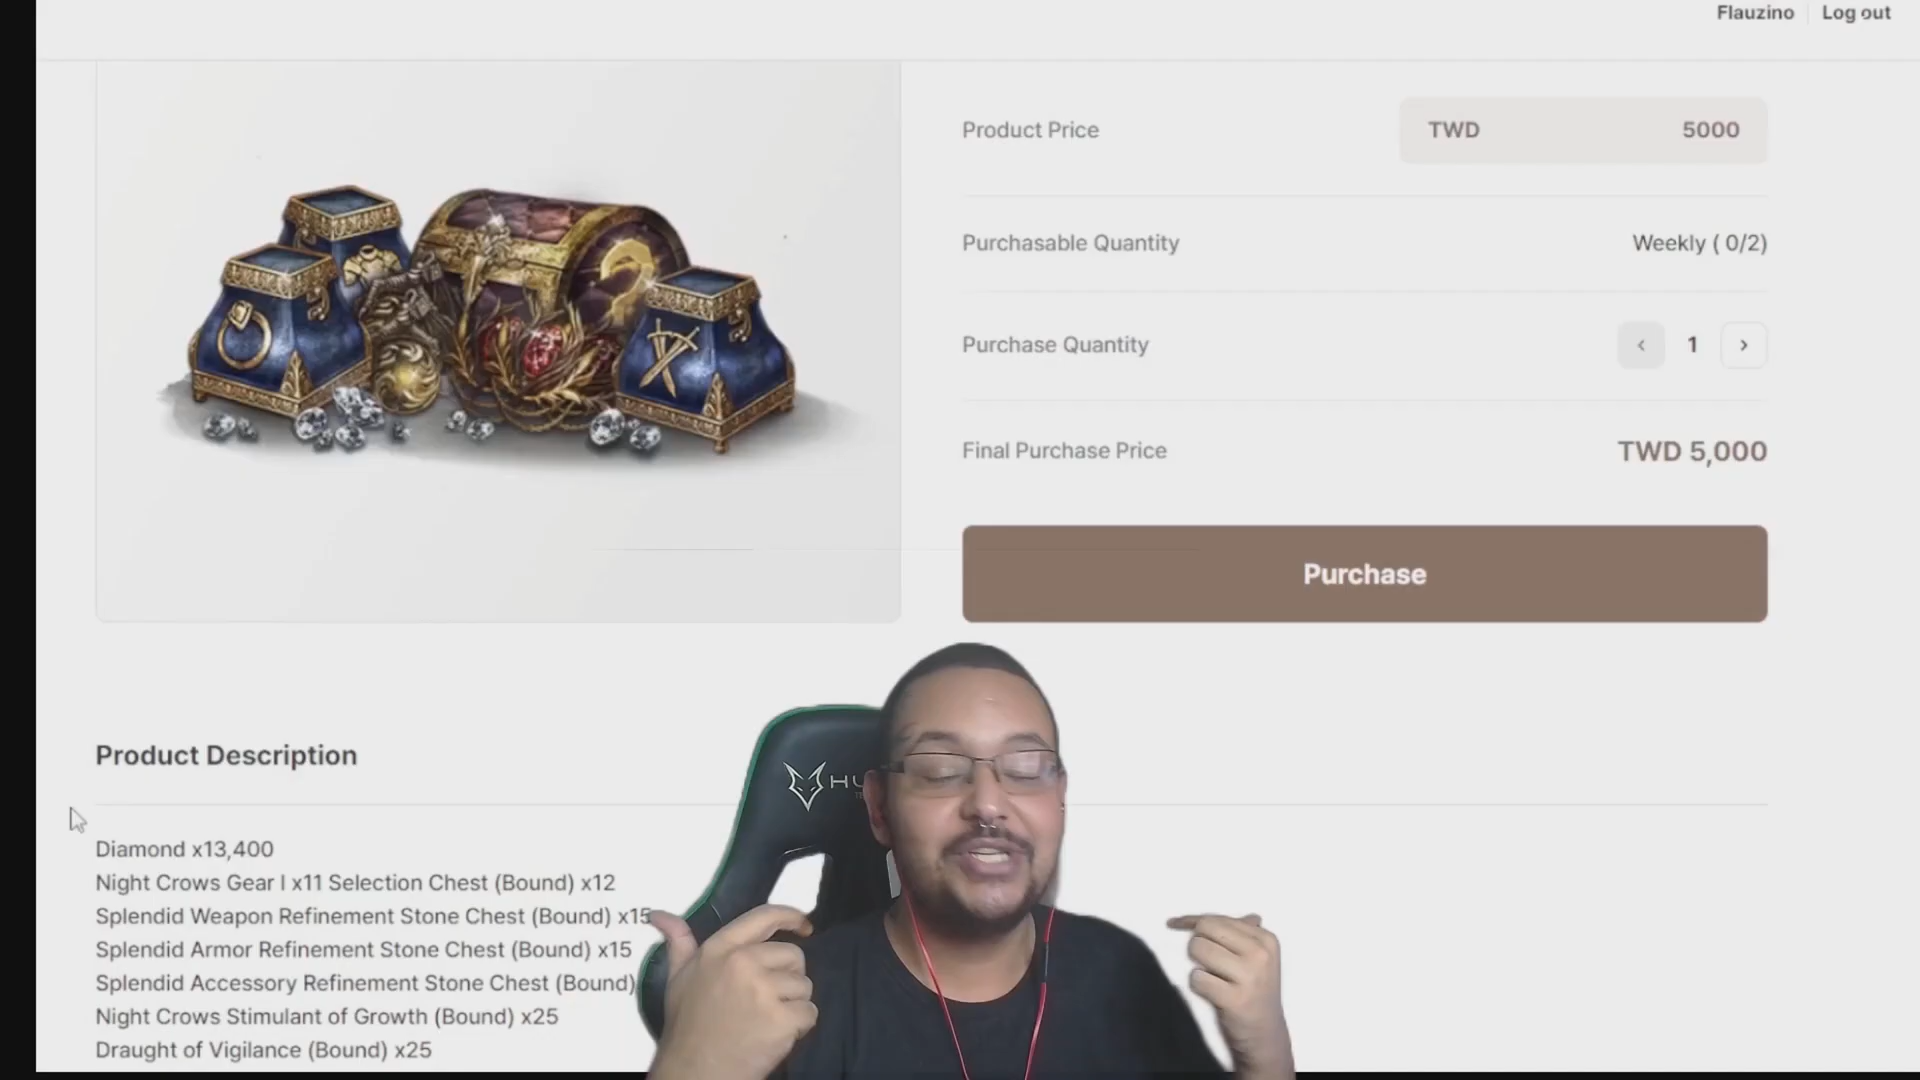 Flauzino
Log out
Product Price
TWD 5000
Purchasable Quantity
Weekly ( 0/2)
Purchase Quantity
‹ 1 ›
Final Purchase Price
TWD 5,000
Purchase
Product Description
Diamond x13,400
Night Crows Gear I x11 Selection Chest (Bound) x12
Splendid Weapon Refinement Stone Chest (Bound) x15
Splendid Armor Refinement Stone Chest (Bound) x15
Splendid Accessory Refinement Stone Chest (Bound)
Night Crows Stimulant of Growth (Bound) x25
Draught of Vigilance (Bound) x25